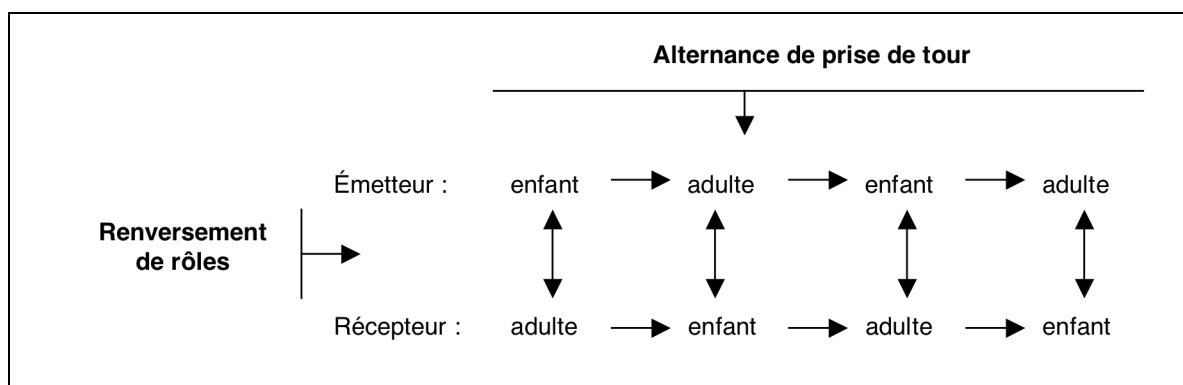 Alternance de prise de tour
Émetteur : enfant adulte enfant adulte
Renversement
de rôles
Récepteur : adulte enfant adulte enfant